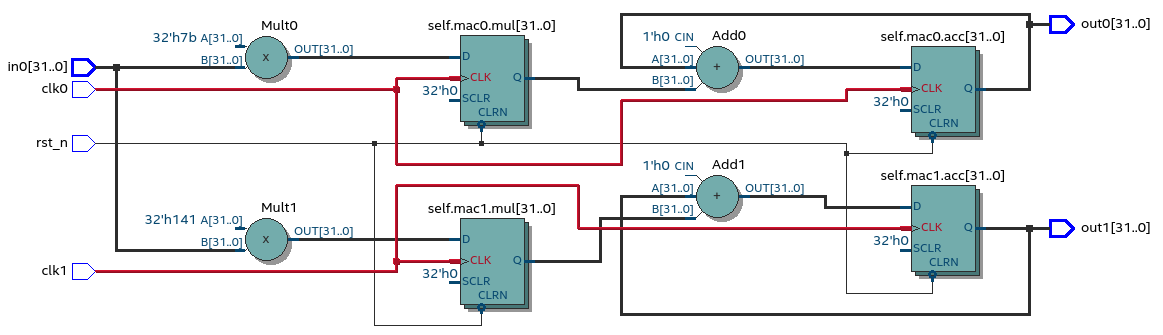 Mult0
32'h7b A[31..0]
B[31..0]
x
OUT[31..0]
self.mac0.mul[31..0]
D
CLK
32'h0
SCLR
CLRN
Q
1'h0 CIN
Add0
A[31..0]
B[31..0]
+
OUT[31..0]
self.mac0.acc[31..0]
D
CLK
32'h0
SCLR
CLRN
Q
out0[31..0]
in0[31..0]
clk0
rst_n
Mult1
32'h141 A[31..0]
B[31..0]
x
OUT[31..0]
self.mac1.mul[31..0]
D
CLK
32'h0
SCLR
CLRN
Q
1'h0 CIN
Add1
A[31..0]
B[31..0]
+
OUT[31..0]
self.mac1.acc[31..0]
D
CLK
32'h0
SCLR
CLRN
Q
out1[31..0]
clk1